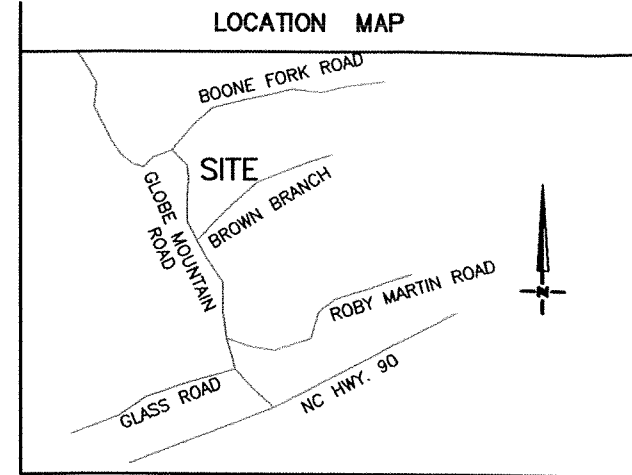 LOCATION MAP
BOONE FORK ROAD
SITE
GLOBE MOUNTAIN
ROAD
BROWN BRANCH
ROBY MARTIN ROAD
N
GLASS ROAD
NC HWY. 90